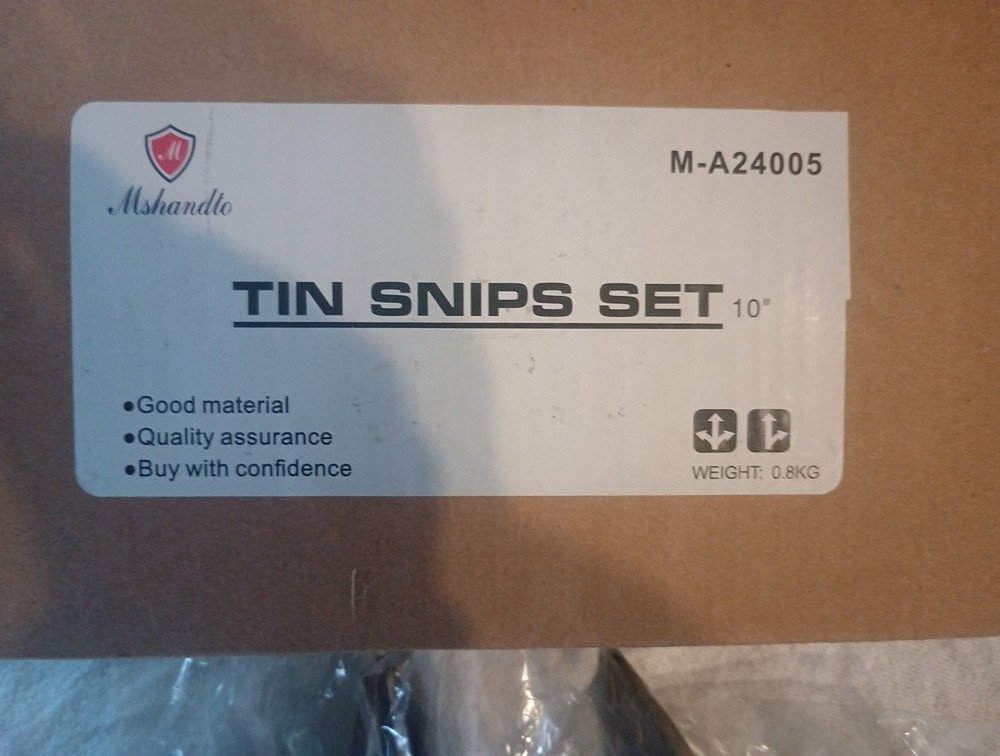 M
Mshandto
M-A24005
TIN SNIPS SET 10"
●Good material
●Quality assurance
●Buy with confidence
WEIGHT: 0.8KG